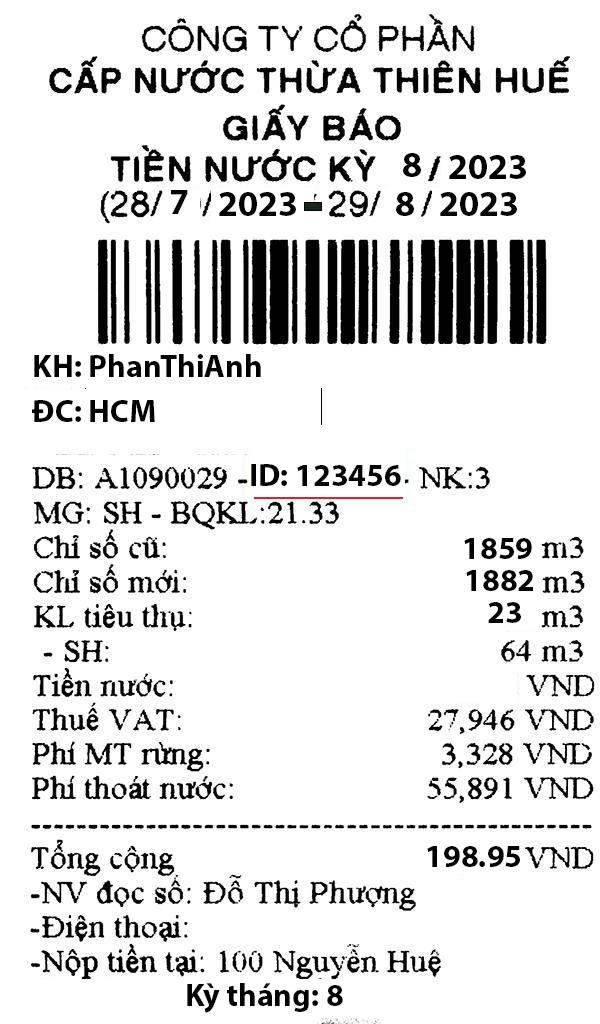 CÔNG TY CỔ PHẦN
CẤP NƯỚC THỪA THIÊN HUẾ
GIẤY BÁO
TIỀN NƯỚC KỲ 8 / 2023
(28/ 7 / 2023 - 29/ 8 / 2023
KH: PhanThiAnh
ĐC: HCM
DB: A1090029 -ID: 123456. NK:3
MG: SH - BQKL:21.33
Chỉ số cũ: 1859 m3
Chỉ số mới: 1882 m3
KL tiêu thụ: 23 m3
- SH: 64 m3
Tiền nước: VND
Thuế VAT: 27,946 VND
Phí MT rừng: 3,328 VND
Phí thoát nước: 55,891 VND
Tổng cộng 198.95 VND
-NV đọc số: Đỗ Thị Phượng
-Điện thoại:
-Nộp tiền tại: 100 Nguyễn Huệ
Kỳ tháng: 8